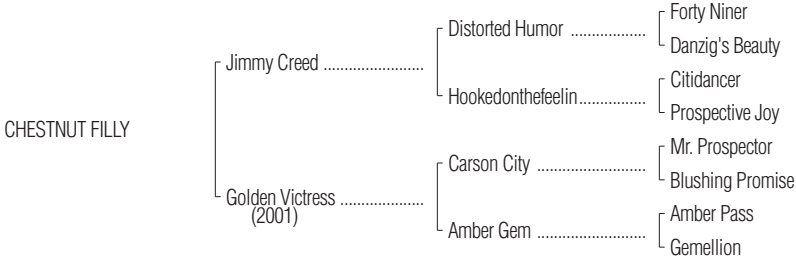 Forty Niner
Distorted Humor ...................
Danzig's Beauty
Jimmy Creed .........................
Citidancer
Hookedonthefeelin.................
Prospective Joy
CHESTNUT FILLY
Mr. Prospector
Carson City ...........................
Blushing Promise
Golden Victress .....................
(2001)
Amber Pass
Amber Gem ...........................
Gemellion